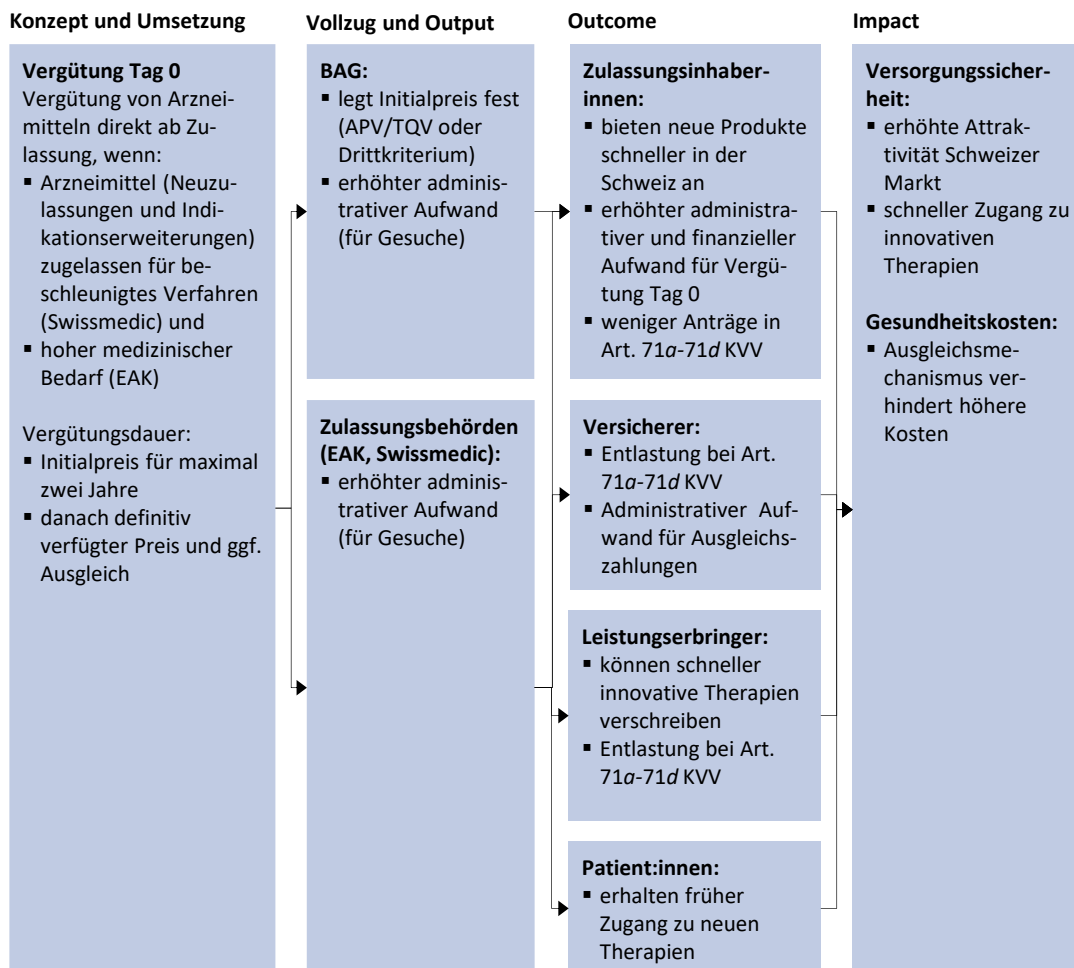 Konzept und Umsetzung
Vergütung Tag 0
Vergütung von Arznei-
mitteln direkt ab Zu-
lassung, wenn:
▪ Arzneimittel (Neuzu-
lassungen und Indi-
kationserweiterungen)
zugelassen für be-
schleunigtes Verfahren
(Swissmedic) und
▪ hoher medizinischer
Bedarf (EAK)
Vergütungsdauer:
▪ Initialpreis für maximal
zwei Jahre
▪ danach definitiv
verfügter Preis und ggf.
Ausgleich
Vollzug und Output
BAG:
▪ legt Initialpreis fest
(APV/TQV oder
Drittkriterium)
▪ erhöhter adminis-
trativer Aufwand
(für Gesuche)
Zulassungsbehörden
(EAK, Swissmedic):
▪ erhöhter adminis-
trativer Aufwand
(für Gesuche)
Outcome
Zulassungsinhaber-
innen:
▪ bieten neue Produkte
schneller in der
Schweiz an
▪ erhöhter administra-
tiver und finanzieller
Aufwand für Vergü-
tung Tag 0
▪ weniger Anträge in
Art. 71a-71d KVV
Versicherer:
▪ Entlastung bei Art.
71a-71d KVV
▪ Administrativer Auf-
wand für Ausgleichs-
zahlungen
Leistungserbringer:
▪ können schneller
innovative Therapien
verschreiben
▪ Entlastung bei Art.
71a-71d KVV
Patient:innen:
▪ erhalten früher
Zugang zu neuen
Therapien
Impact
Versorgungssicher-
heit:
▪ erhöhte Attrak-
tivität Schweizer
Markt
▪ schneller Zugang zu
innovativen
Therapien
Gesundheitskosten:
▪ Ausgleichsme-
chanismus ver-
hindert höhere
Kosten